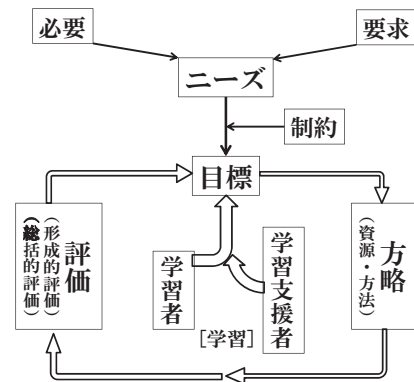 必要
要求
ニーズ
制約
目標
評価
(形成的評価)
(総括的評価)
学習者
学習支援者
[学習]
方略
(資源・方法)